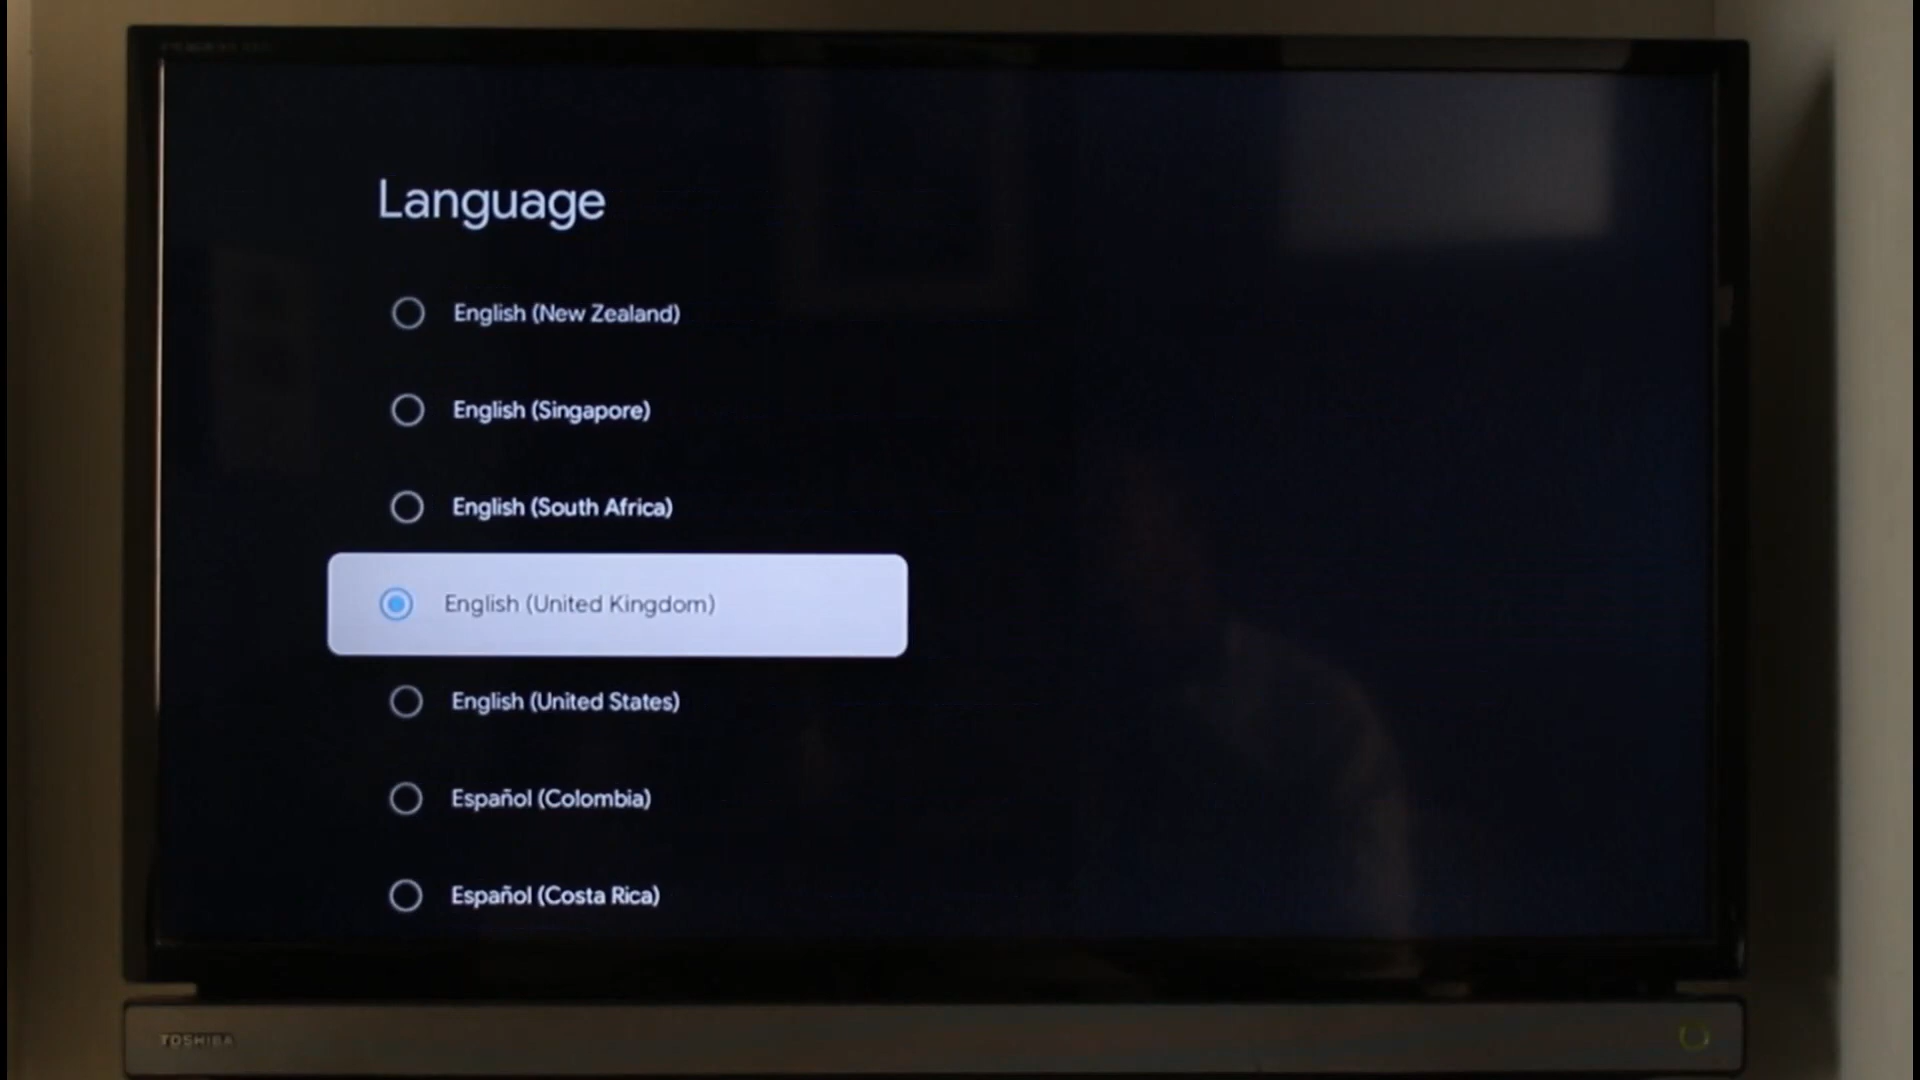 Language
English (New Zealand)
English (Singapore)
English (South Africa)
English (United Kingdom)
English (United States)
Español (Colombia)
Español (Costa Rica)
TOSHIBA